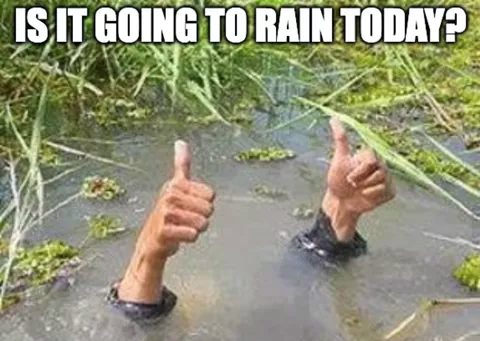 IS IT GOING TO RAIN TODAY?